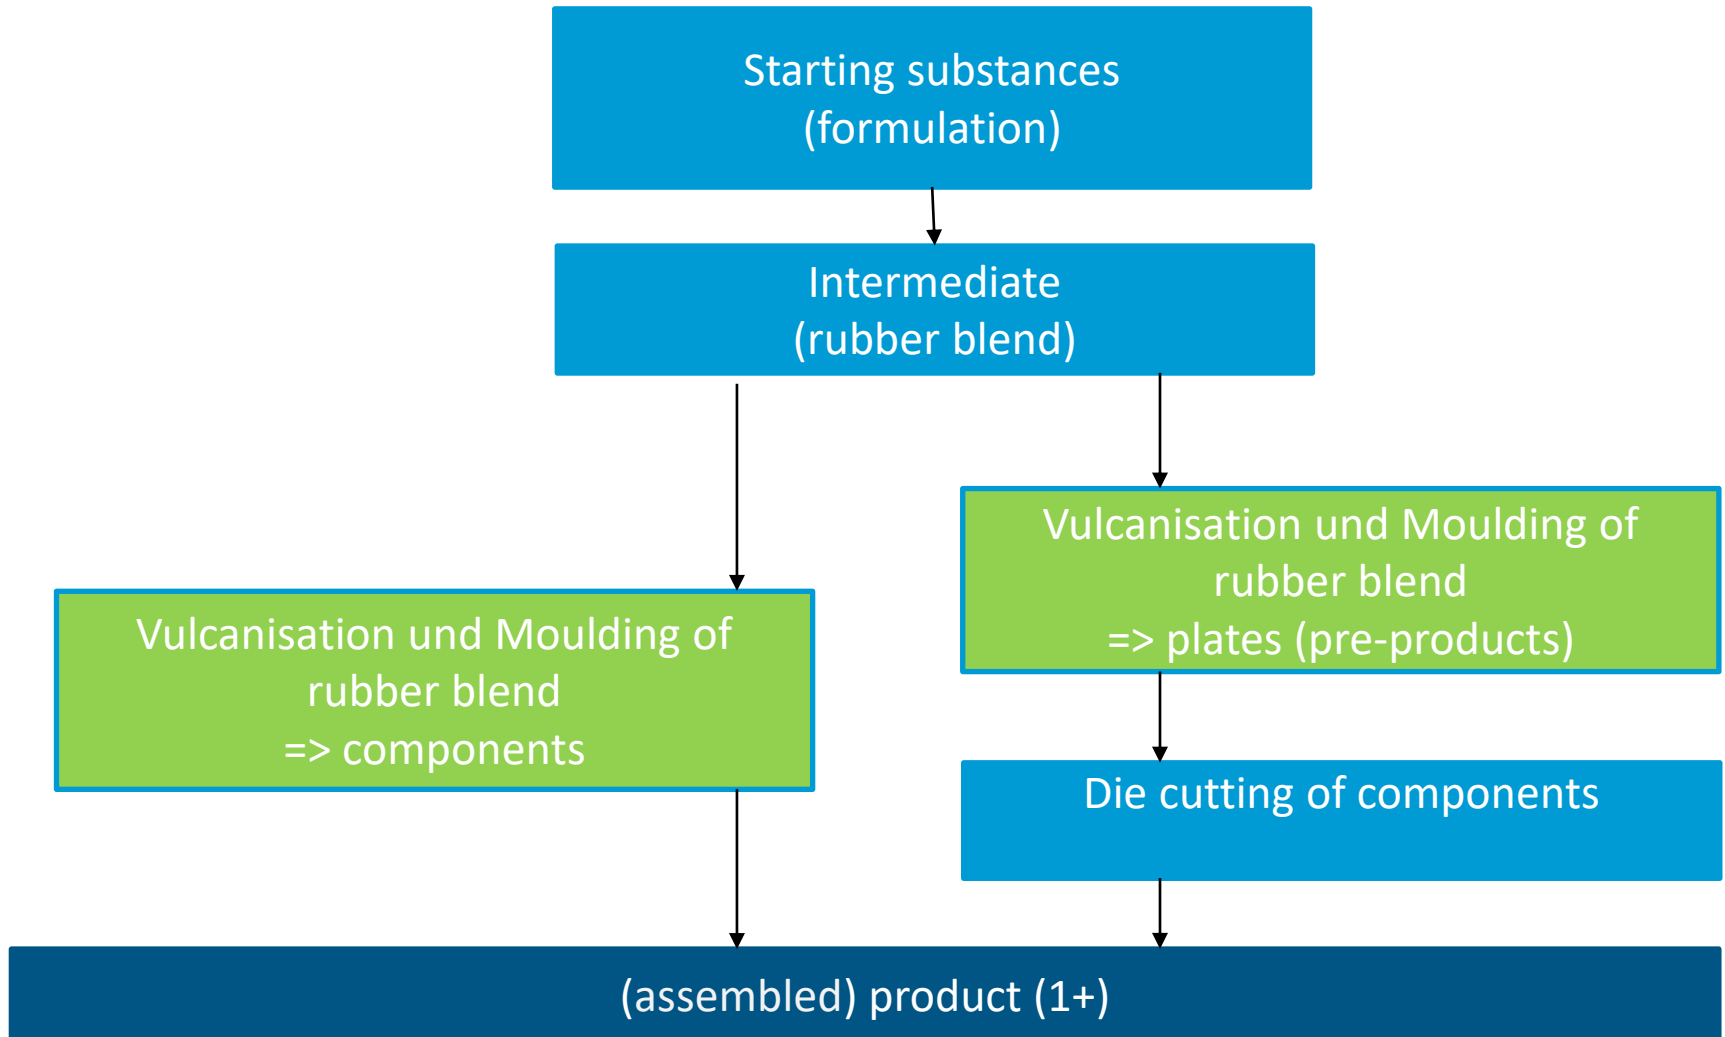 Starting substances
(formulation)
Intermediate
(rubber blend)
Vulcanisation und Moulding of
rubber blend
=> plates (pre-products)
Vulcanisation und Moulding of
rubber blend
=> components
Die cutting of components
(assembled) product (1+)